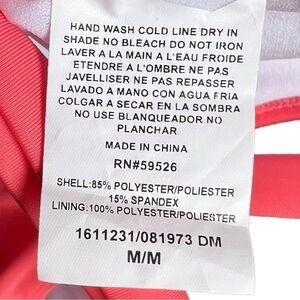 HAND WASH COLD LINE DRY IN
SHADE NO BLEACH DO NOT IRON
LAVER A LA MAIN A L'EAU FROIDE
ETENDRE A L'OMBRE NE PAS
JAVELLISER NE PAS REPASSER
LAVADO A MANO CON AGUA FRIA
COLGAR A SECAR EN LA SOMBRA
NO USE BLANQUEADOR NO
PLANCHAR
MADE IN CHINA
RN#59526
SHELL:85% POLYESTER/POLIESTER
15% SPANDEX
LINING:100% POLYESTER/POLIESTER
1611231/081973 DM
M/M